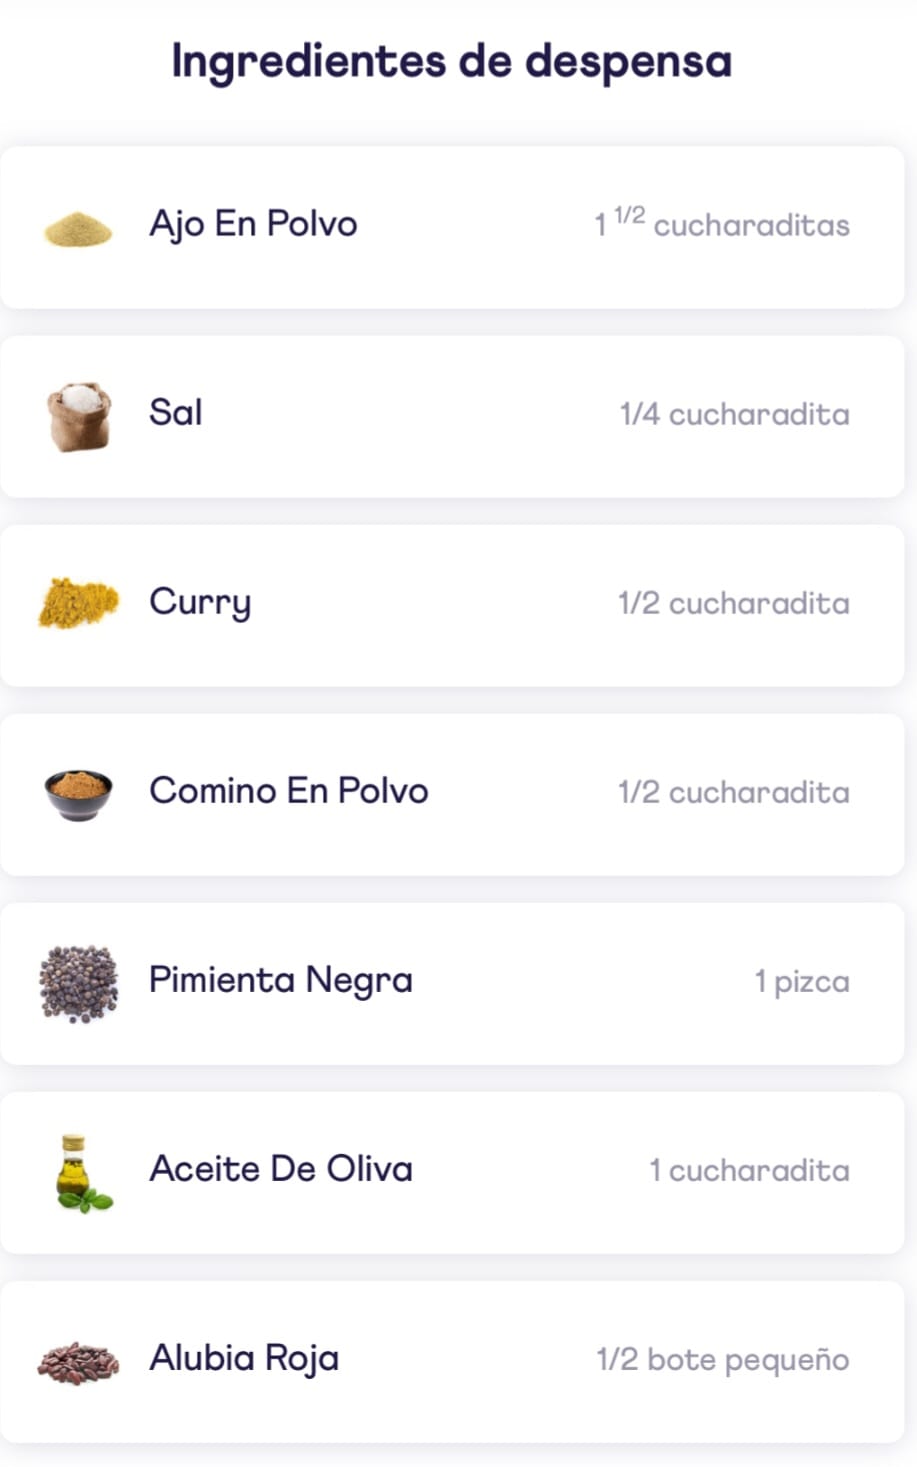 Ingredientes de despensa
Ajo En Polvo 1 1/2 cucharaditas
Sal 1/4 cucharadita
Curry 1/2 cucharadita
Comino En Polvo 1/2 cucharadita
Pimienta Negra 1 pizca
Aceite De Oliva 1 cucharadita
Alubia Roja 1/2 bote pequeño